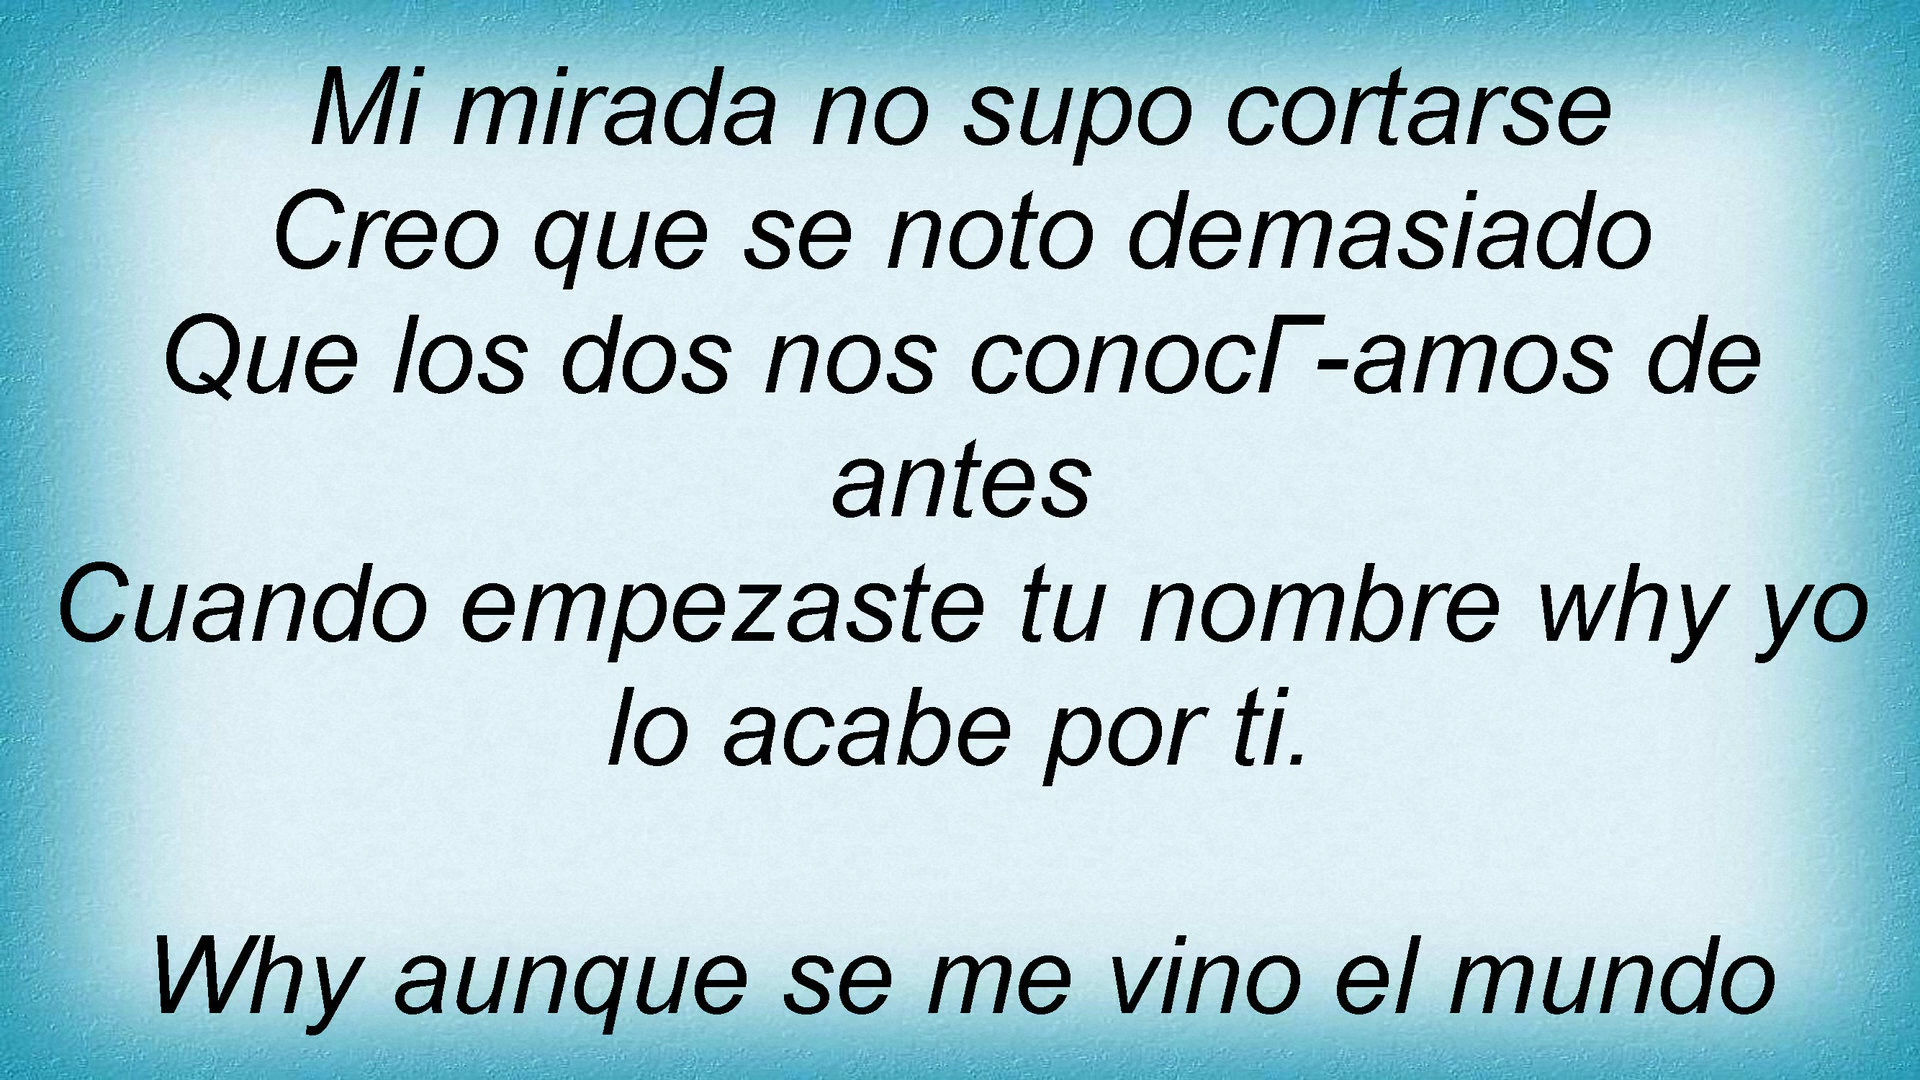 Mi mirada no supo cortarse
Creo que se noto demasiado
Que los dos nos conocГ-amos de
antes
Cuando empezaste tu nombre why yo
lo acabe por ti.
Why aunque se me vino el mundo